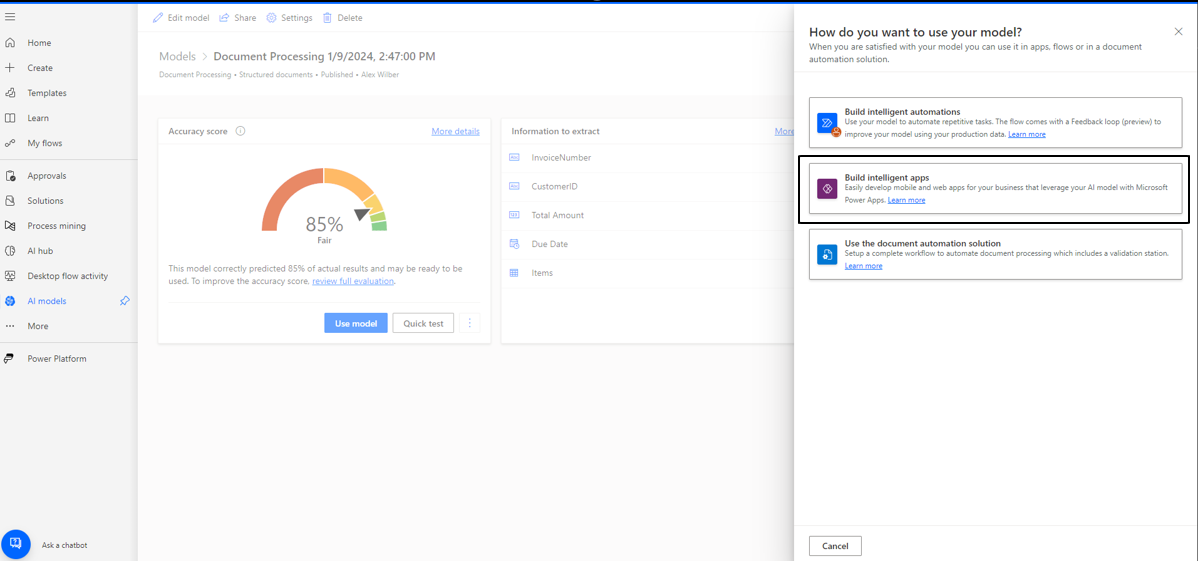 Edit model
Share
Settings
Delete
Home
Create
Templates
Learn
My flows
Approvals
Solutions
Process mining
AI hub
Desktop flow activity
AI models
More
Power Platform
Ask a chatbot
Models > Document Processing 1/9/2024, 2:47:00 PM
Document Processing • Structured documents • Published • Alex Wilber
Accuracy score
More details
85%
Fair
This model correctly predicted 85% of actual results and may be ready to be
used. To improve the accuracy score, review full evaluation.
Use model
Quick test
Information to extract
More
InvoiceNumber
CustomerID
Total Amount
Due Date
Items
How do you want to use your model?
When you are satisfied with your model you can use it in apps, flows or in a document
automation solution.
Build intelligent automations
Use your model to automate repetitive tasks. The flow comes with a Feedback loop (preview) to
improve your model using your production data. Learn more
Build intelligent apps
Easily develop mobile and web apps for your business that leverage your AI model with Microsoft
Power Apps. Learn more
Use the document automation solution
Setup a complete workflow to automate document processing which includes a validation station.
Learn more
Cancel